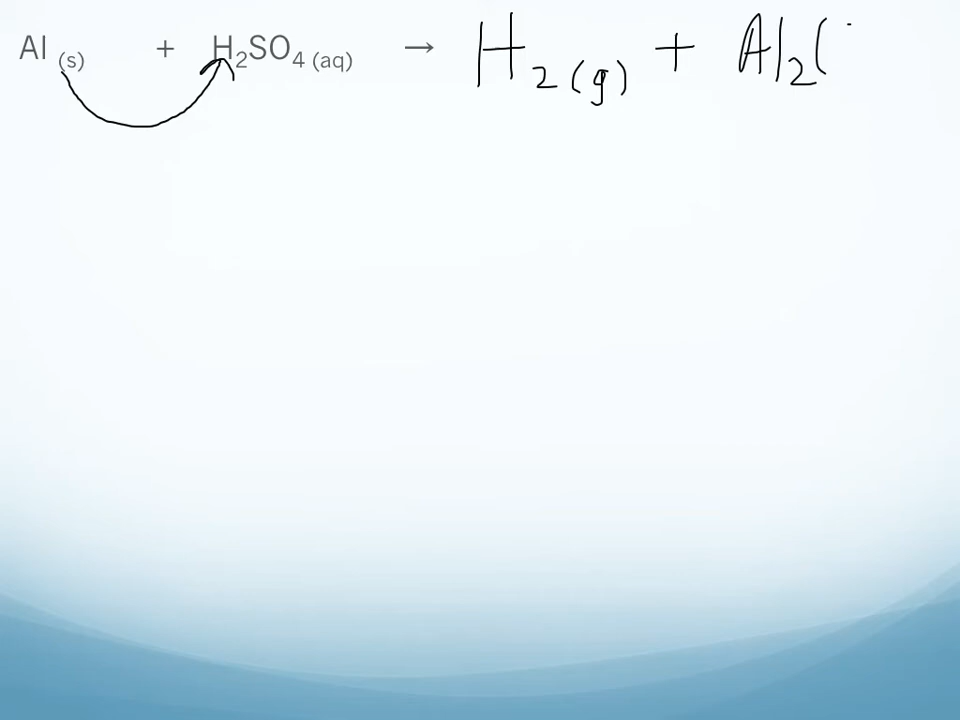 Al (s) + H₂SO₄ (aq) → H₂(g) + Al₂(